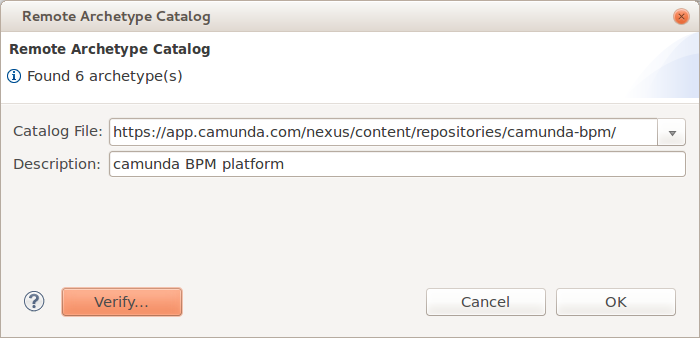 Remote Archetype Catalog
Remote Archetype Catalog
Found 6 archetype(s)
Catalog File: https://app.camunda.com/nexus/content/repositories/camunda-bpm/
Description: camunda BPM platform
? Verify... Cancel OK